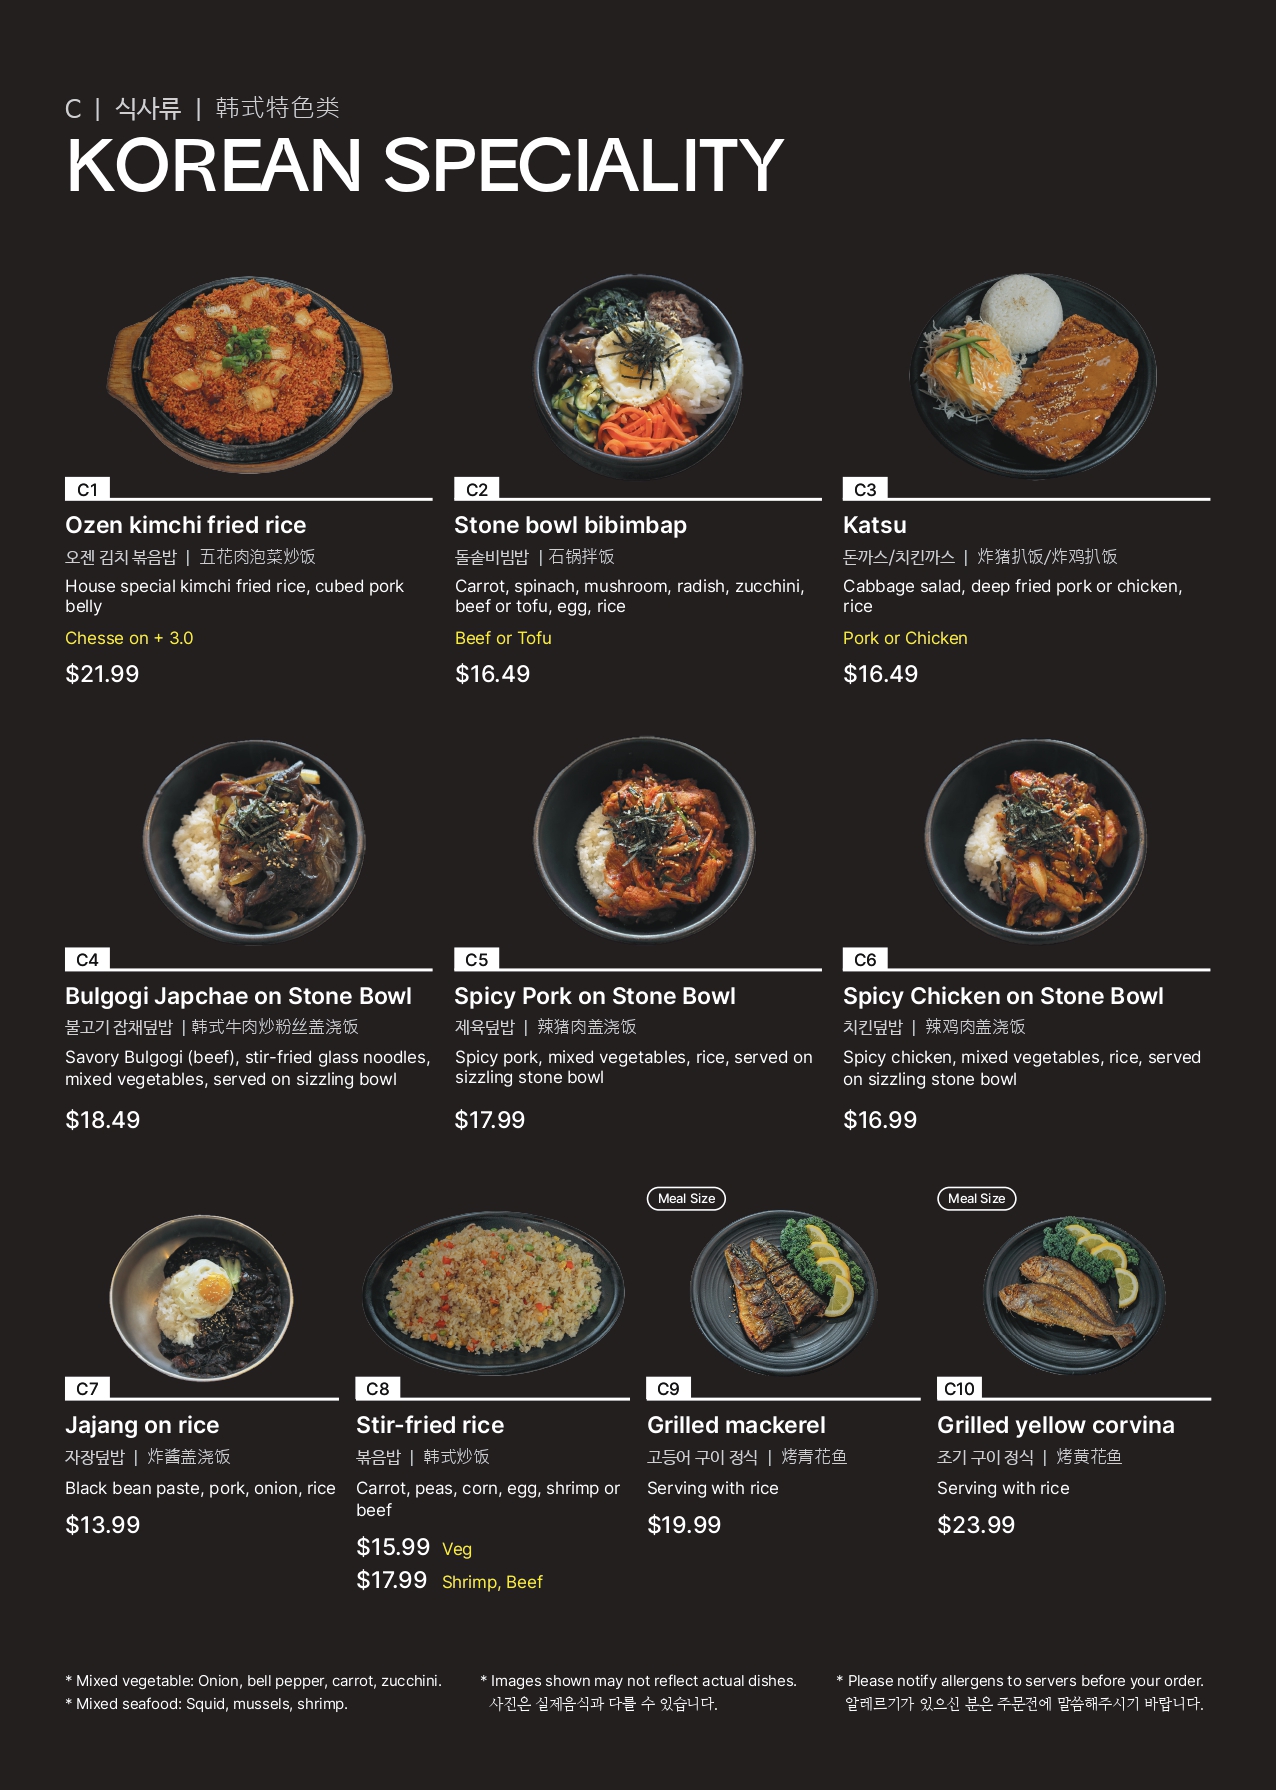 C | 식사류 | 韩式特色类
KOREAN SPECIALITY
C1
Ozen kimchi fried rice
오젠 김치 볶음밥 | 五花肉泡菜炒饭
House special kimchi fried rice, cubed pork
belly
Chesse on + 3.0
$21.99
C2
Stone bowl bibimbap
돌솥비빔밥 | 石锅拌饭
Carrot, spinach, mushroom, radish, zucchini,
beef or tofu, egg, rice
Beef or Tofu
$16.49
C3
Katsu
돈까스/치킨까스 | 炸猪扒饭/炸鸡扒饭
Cabbage salad, deep fried pork or chicken,
rice
Pork or Chicken
$16.49
C4
Bulgogi Japchae on Stone Bowl
불고기 잡채덮밥 | 韩式牛肉炒粉丝盖浇饭
Savory Bulgogi (beef), stir-fried glass noodles,
mixed vegetables, served on sizzling bowl
$18.49
C5
Spicy Pork on Stone Bowl
제육덮밥 | 辣猪肉盖浇饭
Spicy pork, mixed vegetables, rice, served on
sizzling stone bowl
$17.99
C6
Spicy Chicken on Stone Bowl
치킨덮밥 | 辣鸡肉盖浇饭
Spicy chicken, mixed vegetables, rice, served
on sizzling stone bowl
$16.99
C7
Jajang on rice
자장덮밥 | 炸酱盖浇饭
Black bean paste, pork, onion, rice
$13.99
C8
Stir-fried rice
볶음밥 | 韩式炒饭
Carrot, peas, corn, egg, shrimp or
beef
$15.99 Veg
$17.99 Shrimp, Beef
Meal Size
C9
Grilled mackerel
고등어 구이 정식 | 烤青花鱼
Serving with rice
$19.99
Meal Size
C10
Grilled yellow corvina
조기 구이 정식 | 烤黄花鱼
Serving with rice
$23.99
* Mixed vegetable: Onion, bell pepper, carrot, zucchini.
* Mixed seafood: Squid, mussels, shrimp.
* Images shown may not reflect actual dishes.
사진은 실제음식과 다를 수 있습니다.
* Please notify allergens to servers before your order.
알레르기가 있으신 분은 주문전에 말씀해주시기 바랍니다.